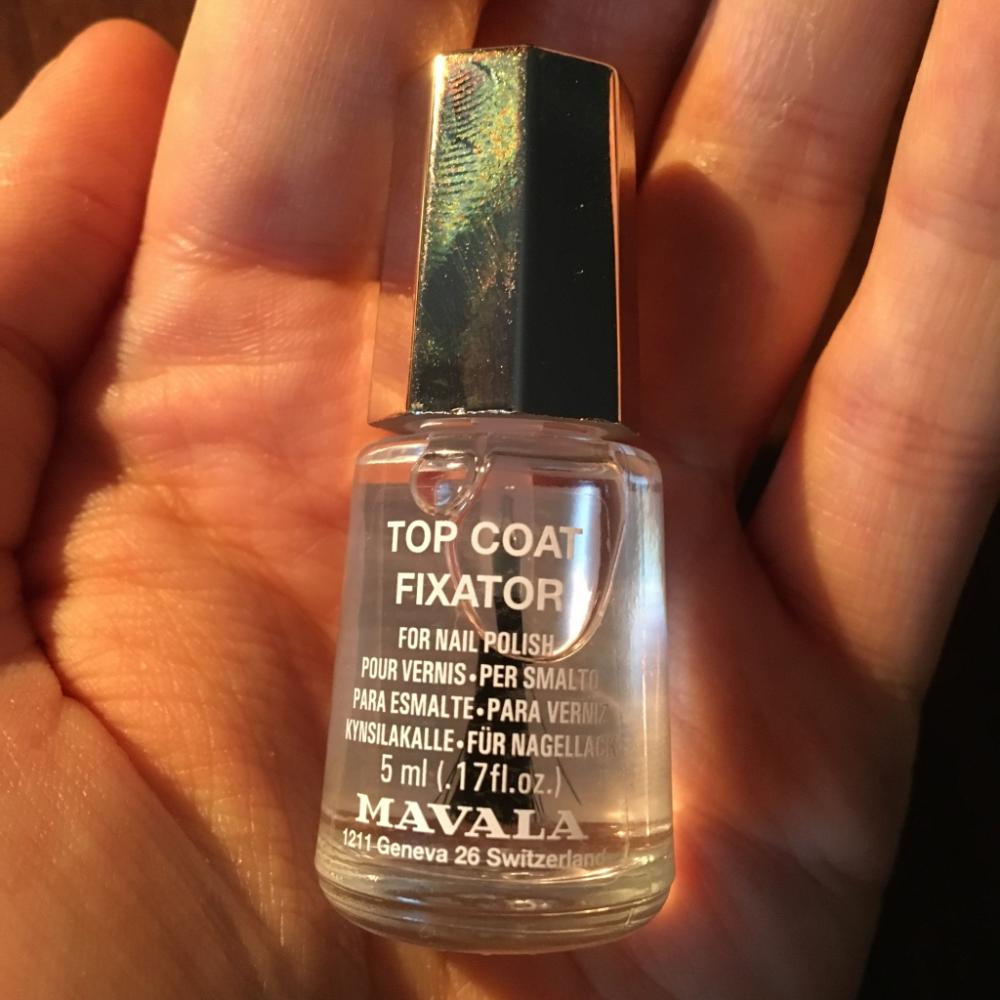 TOP COAT
FIXATOR
FOR NAIL POLISH
POUR VERNIS•PER SMALTO
PARA ESMALTE•PARA VERNIZ
KYNSILAKALLE•FÜR NAGELLACK
5 ml (.17fl.oz.)
MAVALA
1211 Geneva 26 Switzerland